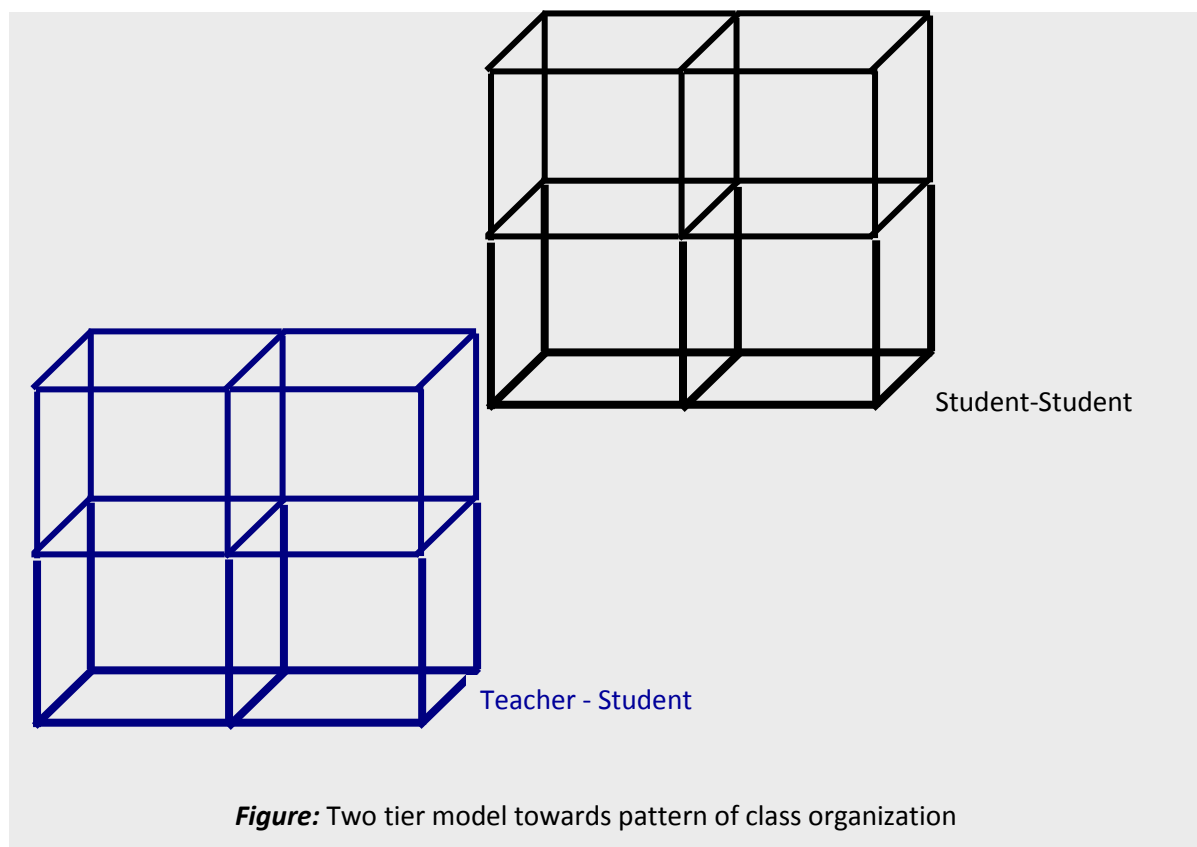 Student-Student
Teacher - Student
Figure: Two tier model towards pattern of class organization